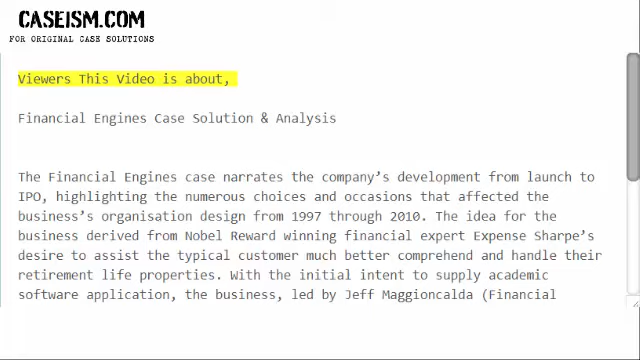 CASEISM.COM
FOR ORIGINAL CASE SOLUTIONS
Viewers This Video is about,
Financial Engines Case Solution & Analysis
The Financial Engines case narrates the company's development from launch to
IPO, highlighting the numerous choices and occasions that affected the
business's organisation design from 1997 through 2010. The idea for the
business derived from Nobel Reward winning financial expert Expense Sharpe's
desire to assist the typical customer much better comprehend and handle their
retirement life properties. With the initial intent to supply academic
software application, the business, led by Jeff Maggioncalda (Financial